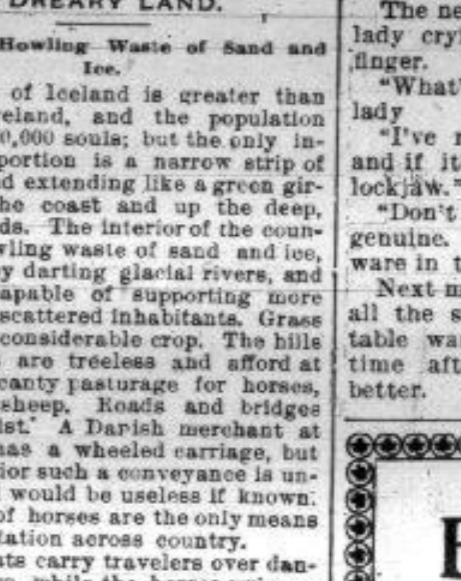 DREARY LAND.
Howling Waste of Sand and
Ice.
of Iceland is greater than
eland, and the population
0,000 souls; but the only in-
portion is a narrow strip of
d extending like a green gir-
he coast and up the deep,
ds. The interior of the coun-
wling waste of sand and ice,
y darting glacial rivers, and
apable of supporting more
scattered inhabitants. Grass
considerable crop. The hills
are treeless and afford at
canty pasturage for horses,
sheep. Roads and bridges
ist. A Danish merchant at
has a wheeled carriage, but
ior such a conveyance is un-
would be useless if known.
of horses are the only means
tation across country.
ts carry travelers over dan-
while the horses
The ne
lady cry
finger.
"What'
lady
"I've
and if it
lockjaw."
"Don't
genuine.
ware in t
Next m
all the s
table wa
time aft
better.